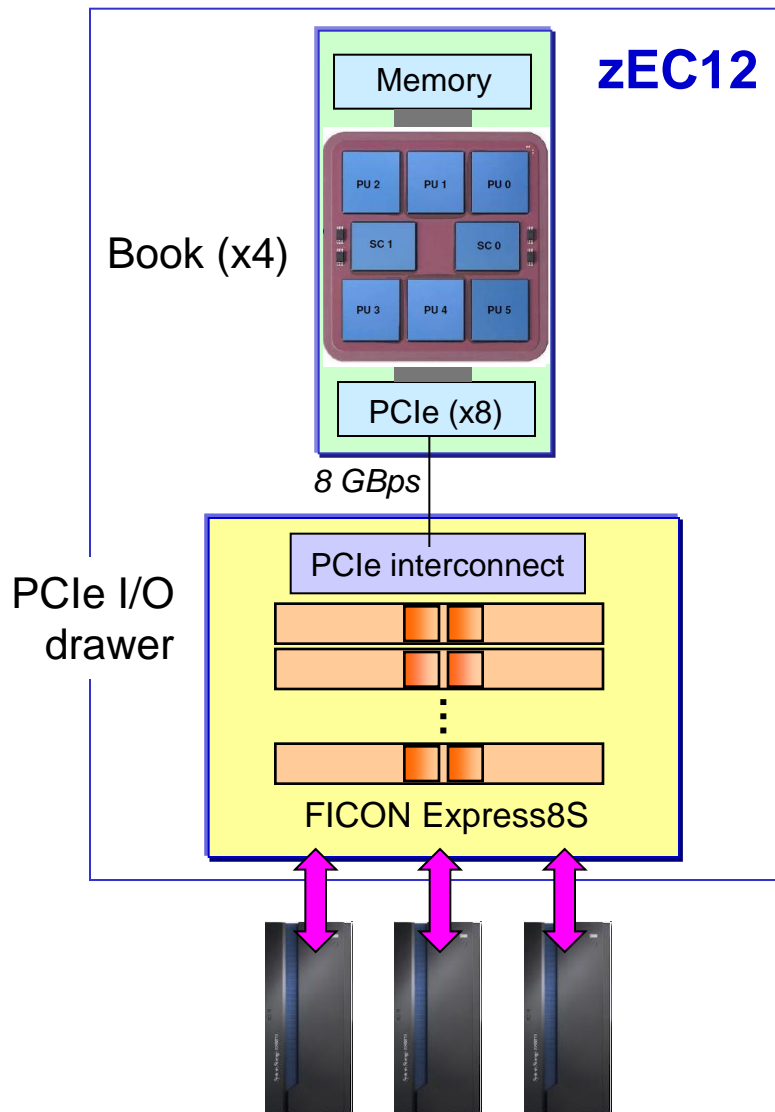 zEC12
Memory
PU 2 PU 1 PU 0
SC 1 SC 0
PU 3 PU 4 PU 5
Book (x4)
PCIe (x8)
8 GBps
PCIe interconnect
PCIe I/O
drawer
FICON Express8S